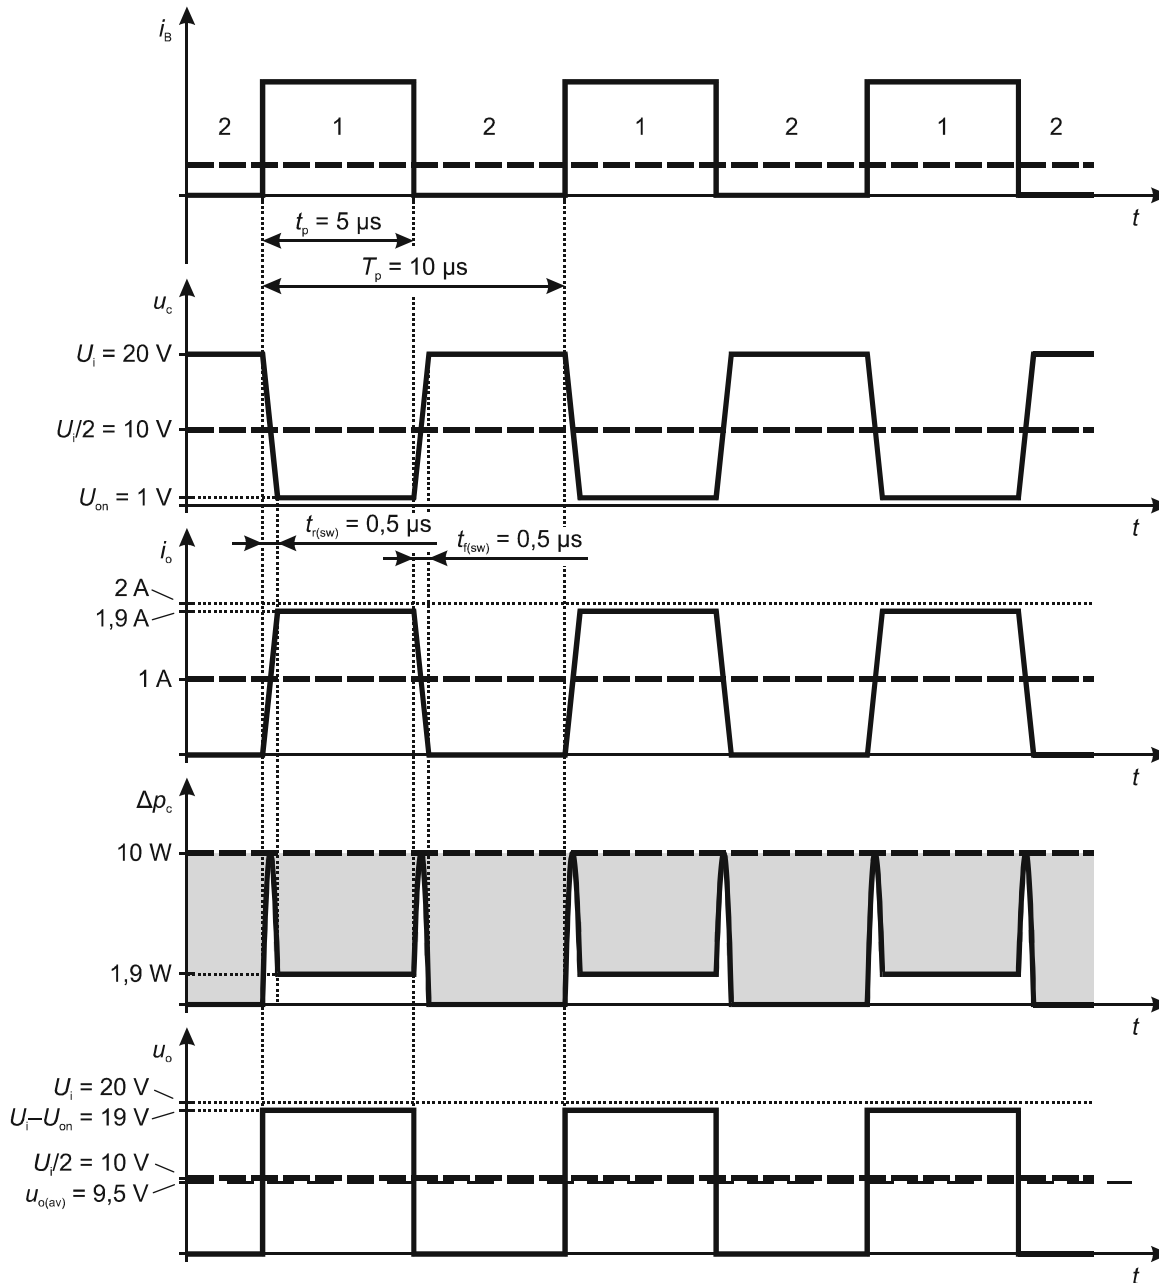 i_B
2 1 2 1 2 1 2
t
t_p = 5 µs
T_p = 10 µs
u_c
U_i = 20 V
U_i/2 = 10 V
U_on = 1 V
t
t_r(sw) = 0,5 µs
t_f(sw) = 0,5 µs
i_o
2 A
1,9 A
1 A
t
Δp_c
10 W
1,9 W
t
u_o
U_i = 20 V
U_i–U_on = 19 V
U_i/2 = 10 V
u_o(av) = 9,5 V
t